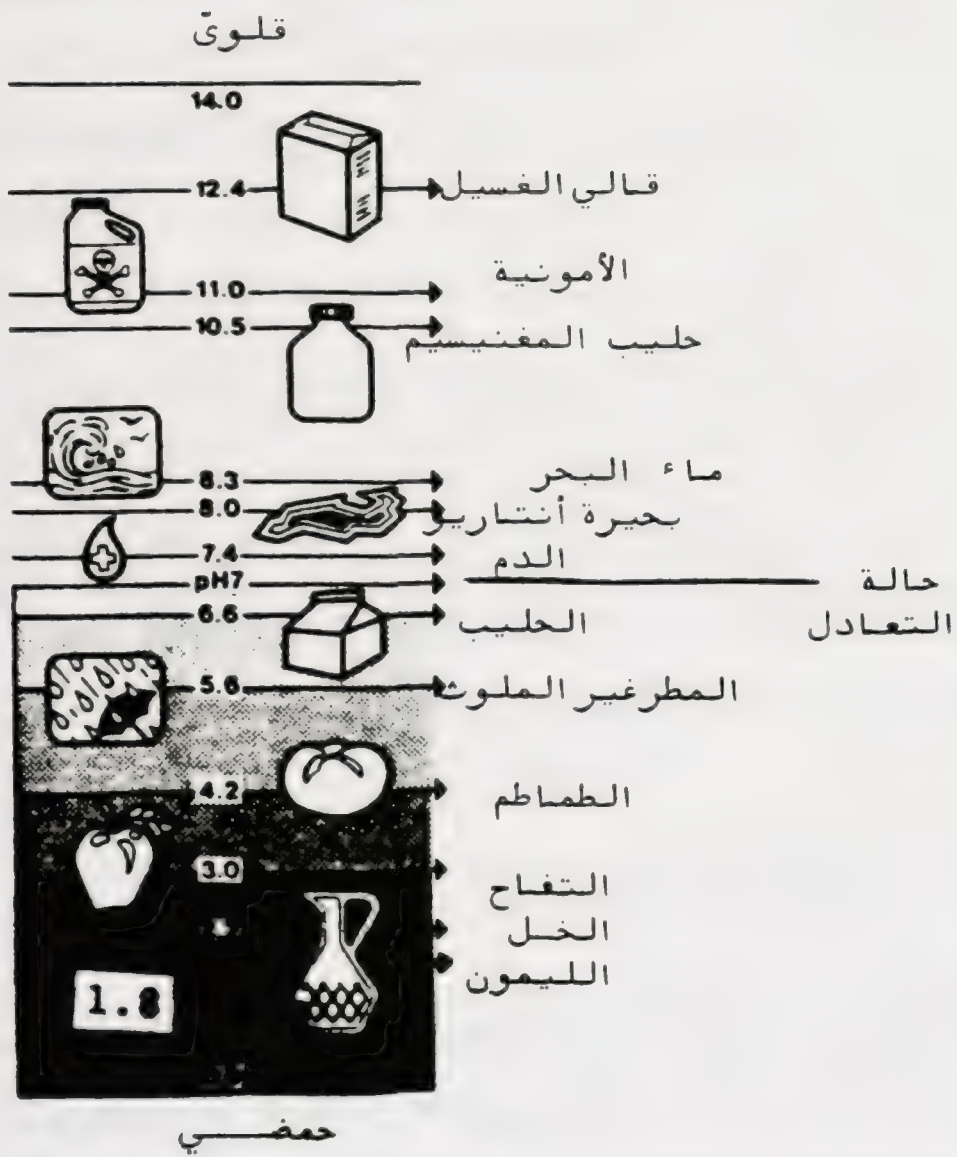 قلويّ
14.0
12.4 قالي الغسيل
11.0 الأمونية
10.5 حليب المغنيسيم
8.3 ماء البحر
8.0 بحيرة أنتاريو
7.4 الدم
pH7 حالة التعادل
6.6 الحليب
5.6 المطر غير الملوث
4.2 الطماطم
3.0 التفاح
الخل
الليمون
1.8
حمضي